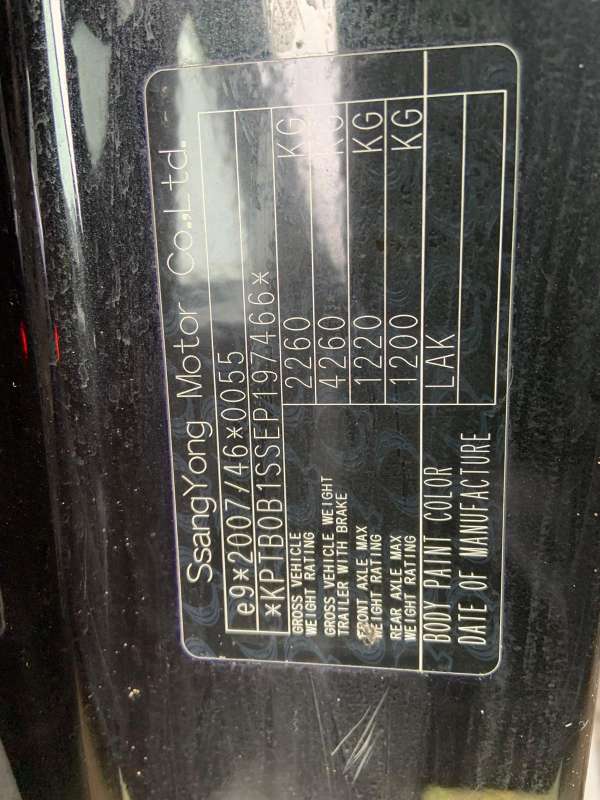 SsangYong Motor Co.,Ltd.
e9*2007/46*0055
*KPTB0B1SSEP197466*
GROSS VEHICLE
WEIGHT RATING 2260 KG
GROSS VEHICLE WEIGHT
TRAILER WITH BRAKE 4260 KG
FRONT AXLE MAX
WEIGHT RATING 1220 KG
REAR AXLE MAX
WEIGHT RATING 1200 KG
BODY PAINT COLOR LAK
DATE OF MANUFACTURE